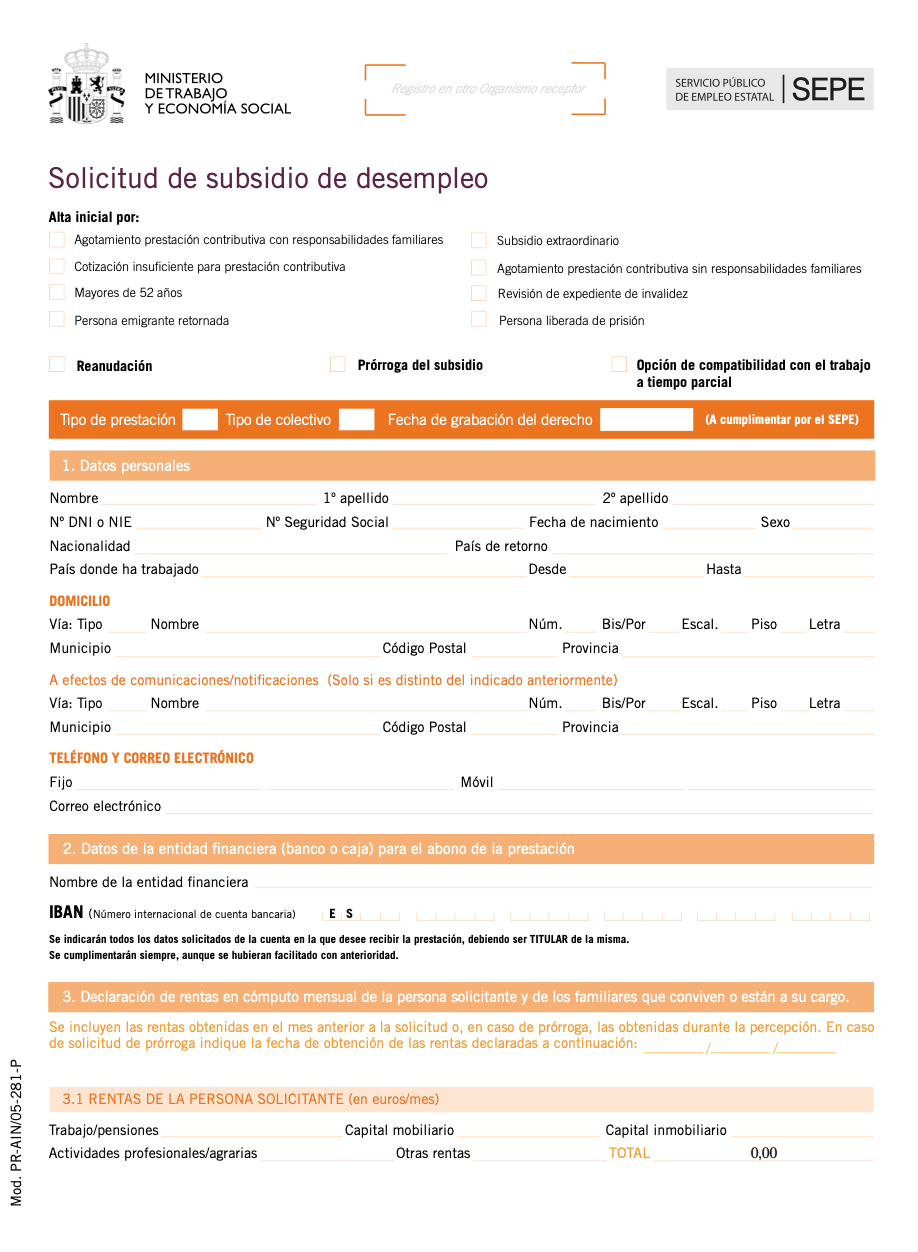 MINISTERIO
DE TRABAJO
Y ECONOMÍA SOCIAL
Registro en otro Organismo receptor
SERVICIO PÚBLICO
DE EMPLEO ESTATAL
SEPE
Solicitud de subsidio de desempleo
Alta inicial por:
Agotamiento prestación contributiva con responsabilidades familiares
Subsidio extraordinario
Cotización insuficiente para prestación contributiva
Agotamiento prestación contributiva sin responsabilidades familiares
Mayores de 52 años
Revisión de expediente de invalidez
Persona emigrante retornada
Persona liberada de prisión
Reanudación
Prórroga del subsidio
Opción de compatibilidad con el trabajo
a tiempo parcial
Tipo de prestación Tipo de colectivo Fecha de grabación del derecho (A cumplimentar por el SEPE)
1. Datos personales
Nombre 1º apellido 2º apellido
Nº DNI o NIE Nº Seguridad Social Fecha de nacimiento Sexo
Nacionalidad País de retorno
País donde ha trabajado Desde Hasta
DOMICILIO
Vía: Tipo Nombre Núm. Bis/Por Escal. Piso Letra
Municipio Código Postal Provincia
A efectos de comunicaciones/notificaciones (Solo si es distinto del indicado anteriormente)
Vía: Tipo Nombre Núm. Bis/Por Escal. Piso Letra
Municipio Código Postal Provincia
TELÉFONO Y CORREO ELECTRÓNICO
Fijo Móvil
Correo electrónico
2. Datos de la entidad financiera (banco o caja) para el abono de la prestación
Nombre de la entidad financiera
IBAN (Número internacional de cuenta bancaria) E S
Se indicarán todos los datos solicitados de la cuenta en la que desee recibir la prestación, debiendo ser TITULAR de la misma.
Se cumplimentarán siempre, aunque se hubieran facilitado con anterioridad.
3. Declaración de rentas en cómputo mensual de la persona solicitante y de los familiares que conviven o están a su cargo.
Se incluyen las rentas obtenidas en el mes anterior a la solicitud o, en caso de prórroga, las obtenidas durante la percepción. En caso
de solicitud de prórroga indique la fecha de obtención de las rentas declaradas a continuación: / /
3.1 RENTAS DE LA PERSONA SOLICITANTE (en euros/mes)
Trabajo/pensiones Capital mobiliario Capital inmobiliario
Actividades profesionales/agrarias Otras rentas TOTAL 0,00
Mod. PR-AIN/05-281-P